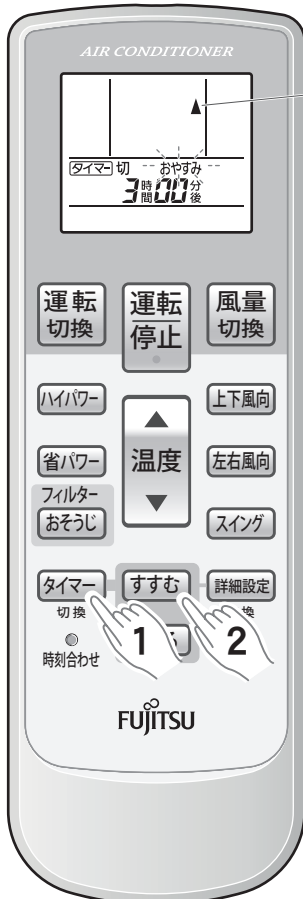 AIR CONDITIONER
タイマー 切 おやすみ
3時間00分後
運転切換
運転停止
風量切換
ハイパワー
上下風向
省パワー
温度
左右風向
フィルター
おそうじ
スイング
タイマー
すすむ
詳細設定
切換
1
2
換
時刻合わせ
FUJITSU